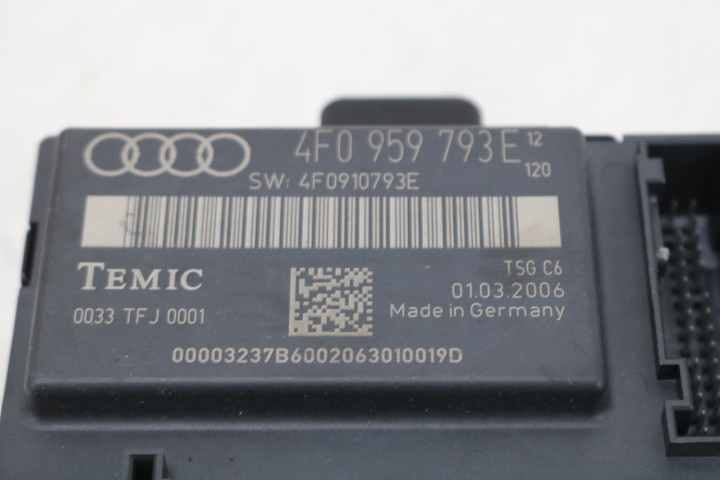 4F0 959 793E 12
120
SW: 4F0910793E
TEMIC
TSG C6
01.03.2006
0033 TFJ 0001
Made in Germany
00003237B6002063010019D